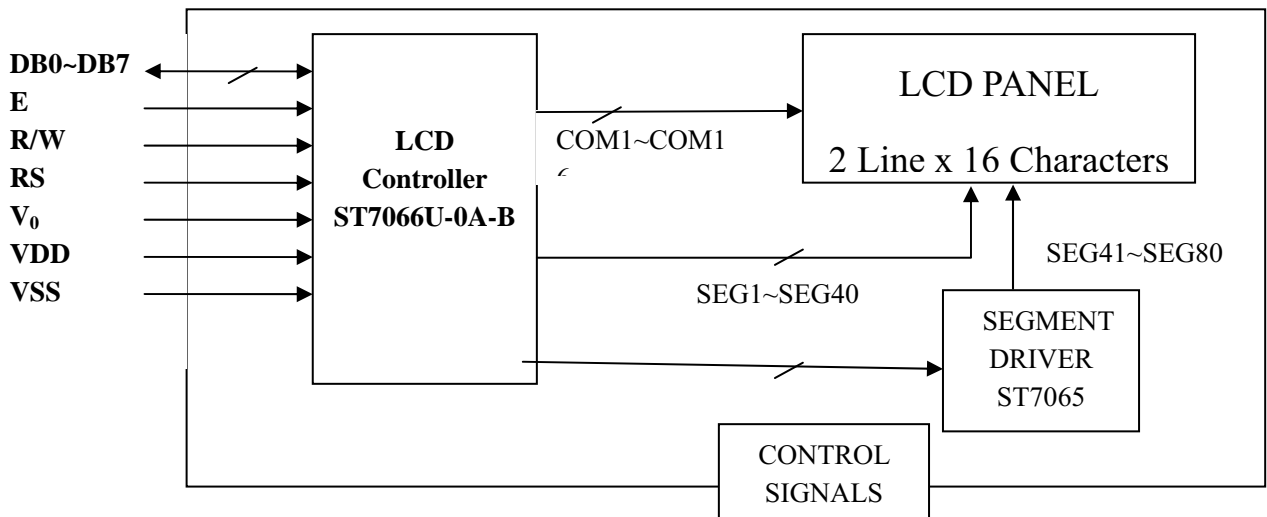 DB0~DB7
E
R/W
RS
V₀
VDD
VSS
LCD
Controller
ST7066U-0A-B
COM1~COM1
LCD PANEL
2 Line x 16 Characters
SEG1~SEG40
SEG41~SEG80
SEGMENT
DRIVER
ST7065
CONTROL
SIGNALS